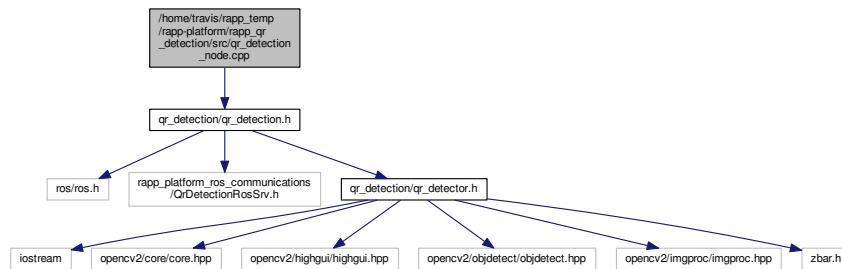 /home/travis/rapp_temp
/rapp-platform/rapp_qr
_detection/src/qr_detection
_node.cpp
qr_detection/qr_detection.h
ros/ros.h
rapp_platform_ros_communications
/QrDetectionRosSrv.h
qr_detection/qr_detector.h
iostream
opencv2/core/core.hpp
opencv2/highgui/highgui.hpp
opencv2/objdetect/objdetect.hpp
opencv2/imgproc/imgproc.hpp
zbar.h